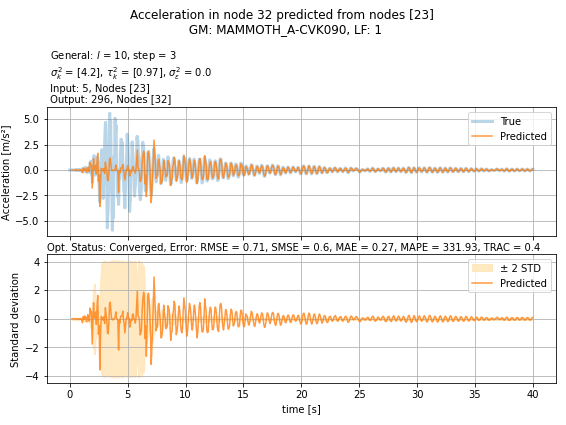 Acceleration in node 32 predicted from nodes [23]
GM: MAMMOTH_A-CVK090, LF: 1
General: l = 10, step = 3
σ²ₖ = [4.2], τ²ₖ = [0.97], σ²ε = 0.0
Input: 5, Nodes [23]
Output: 296, Nodes [32]
Acceleration [m/s²]
5.0
2.5
0.0
−2.5
−5.0
True
Predicted
Opt. Status: Converged, Error: RMSE = 0.71, SMSE = 0.6, MAE = 0.27, MAPE = 331.93, TRAC = 0.4
Standard deviation
4
2
0
−2
−4
± 2 STD
Predicted
0 5 10 15 20 25 30 35 40
time [s]